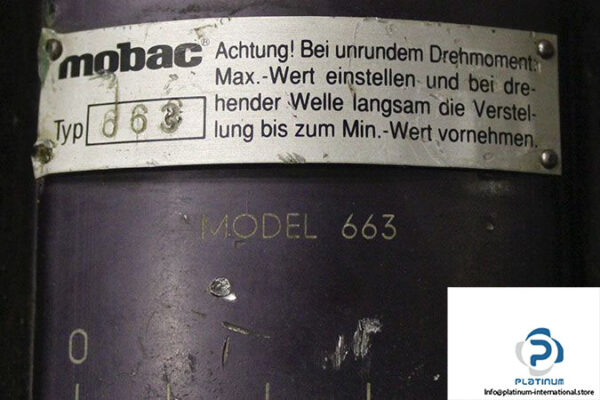 mobac®
Achtung! Bei unrundem Drehmoment:
Max.-Wert einstellen und bei dre-
hender Welle langsam die Verstel-
lung bis zum Min.-Wert vornehmen.
Typ 663
MODEL 663
0
PLATINUM
info@platinum-international.store